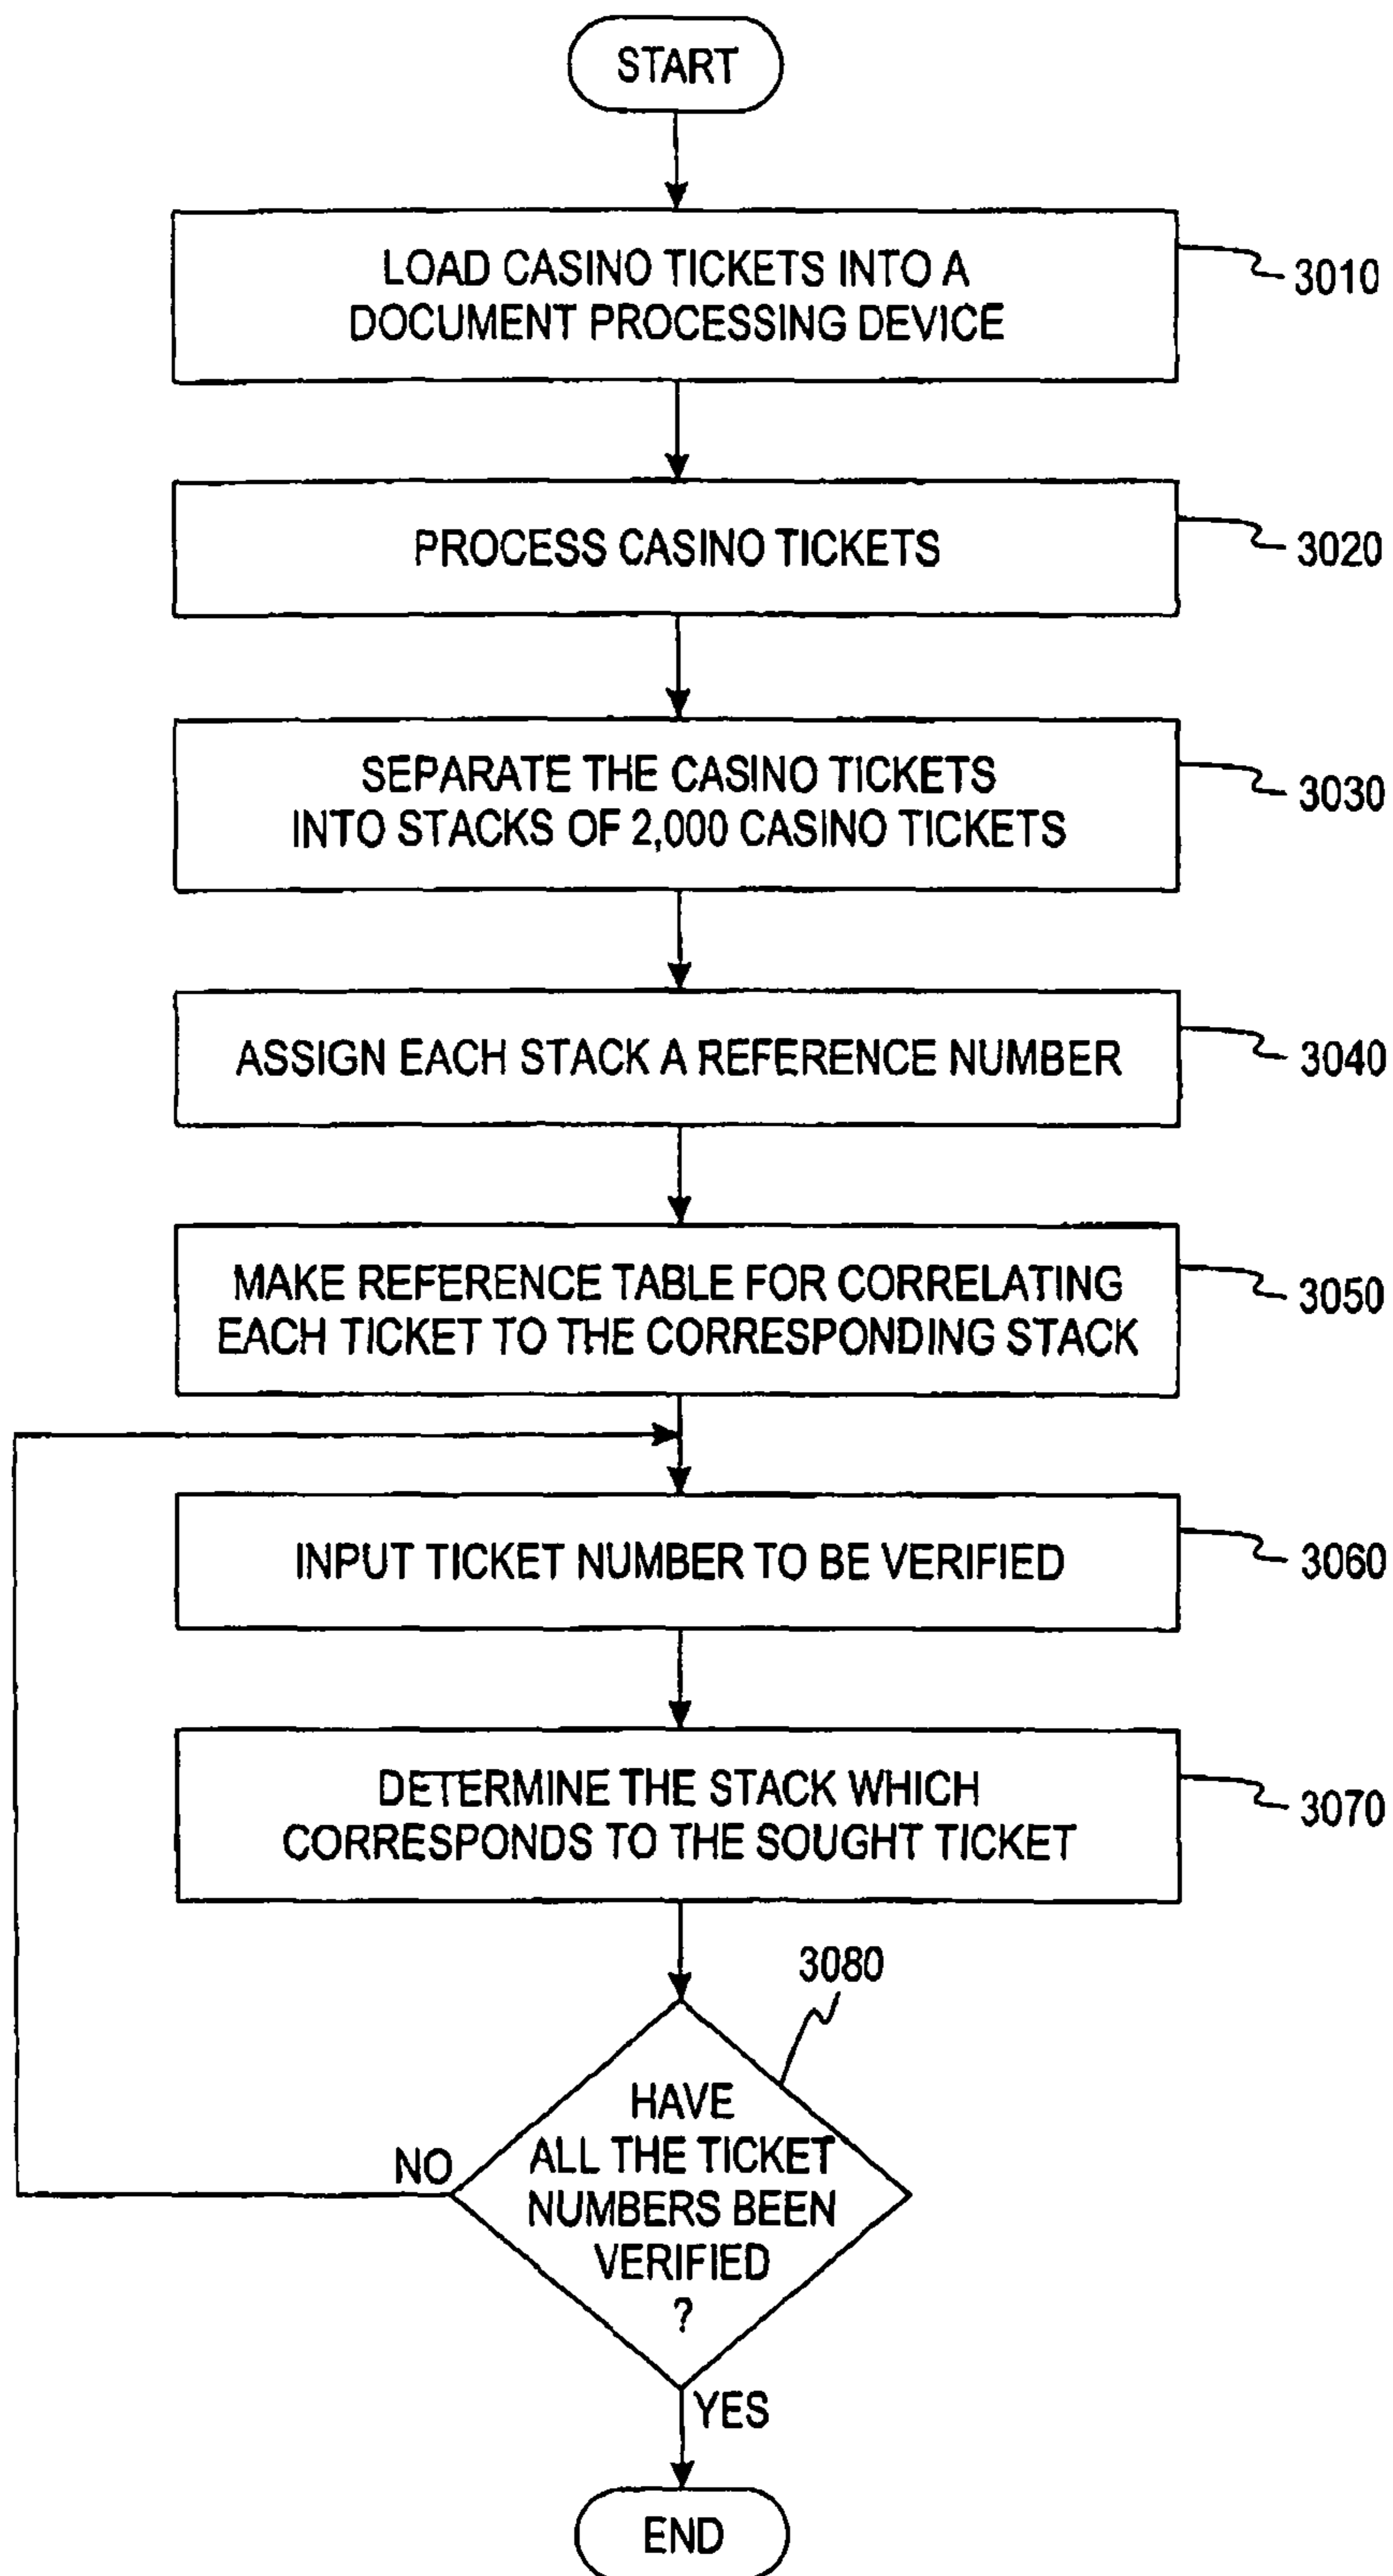 START
LOAD CASINO TICKETS INTO A
DOCUMENT PROCESSING DEVICE
3010
PROCESS CASINO TICKETS
3020
SEPARATE THE CASINO TICKETS
INTO STACKS OF 2,000 CASINO TICKETS
3030
ASSIGN EACH STACK A REFERENCE NUMBER
3040
MAKE REFERENCE TABLE FOR CORRELATING
EACH TICKET TO THE CORRESPONDING STACK
3050
INPUT TICKET NUMBER TO BE VERIFIED
3060
DETERMINE THE STACK WHICH
CORRESPONDS TO THE SOUGHT TICKET
3070
3080
HAVE
ALL THE TICKET
NUMBERS BEEN
VERIFIED
?
NO
YES
END